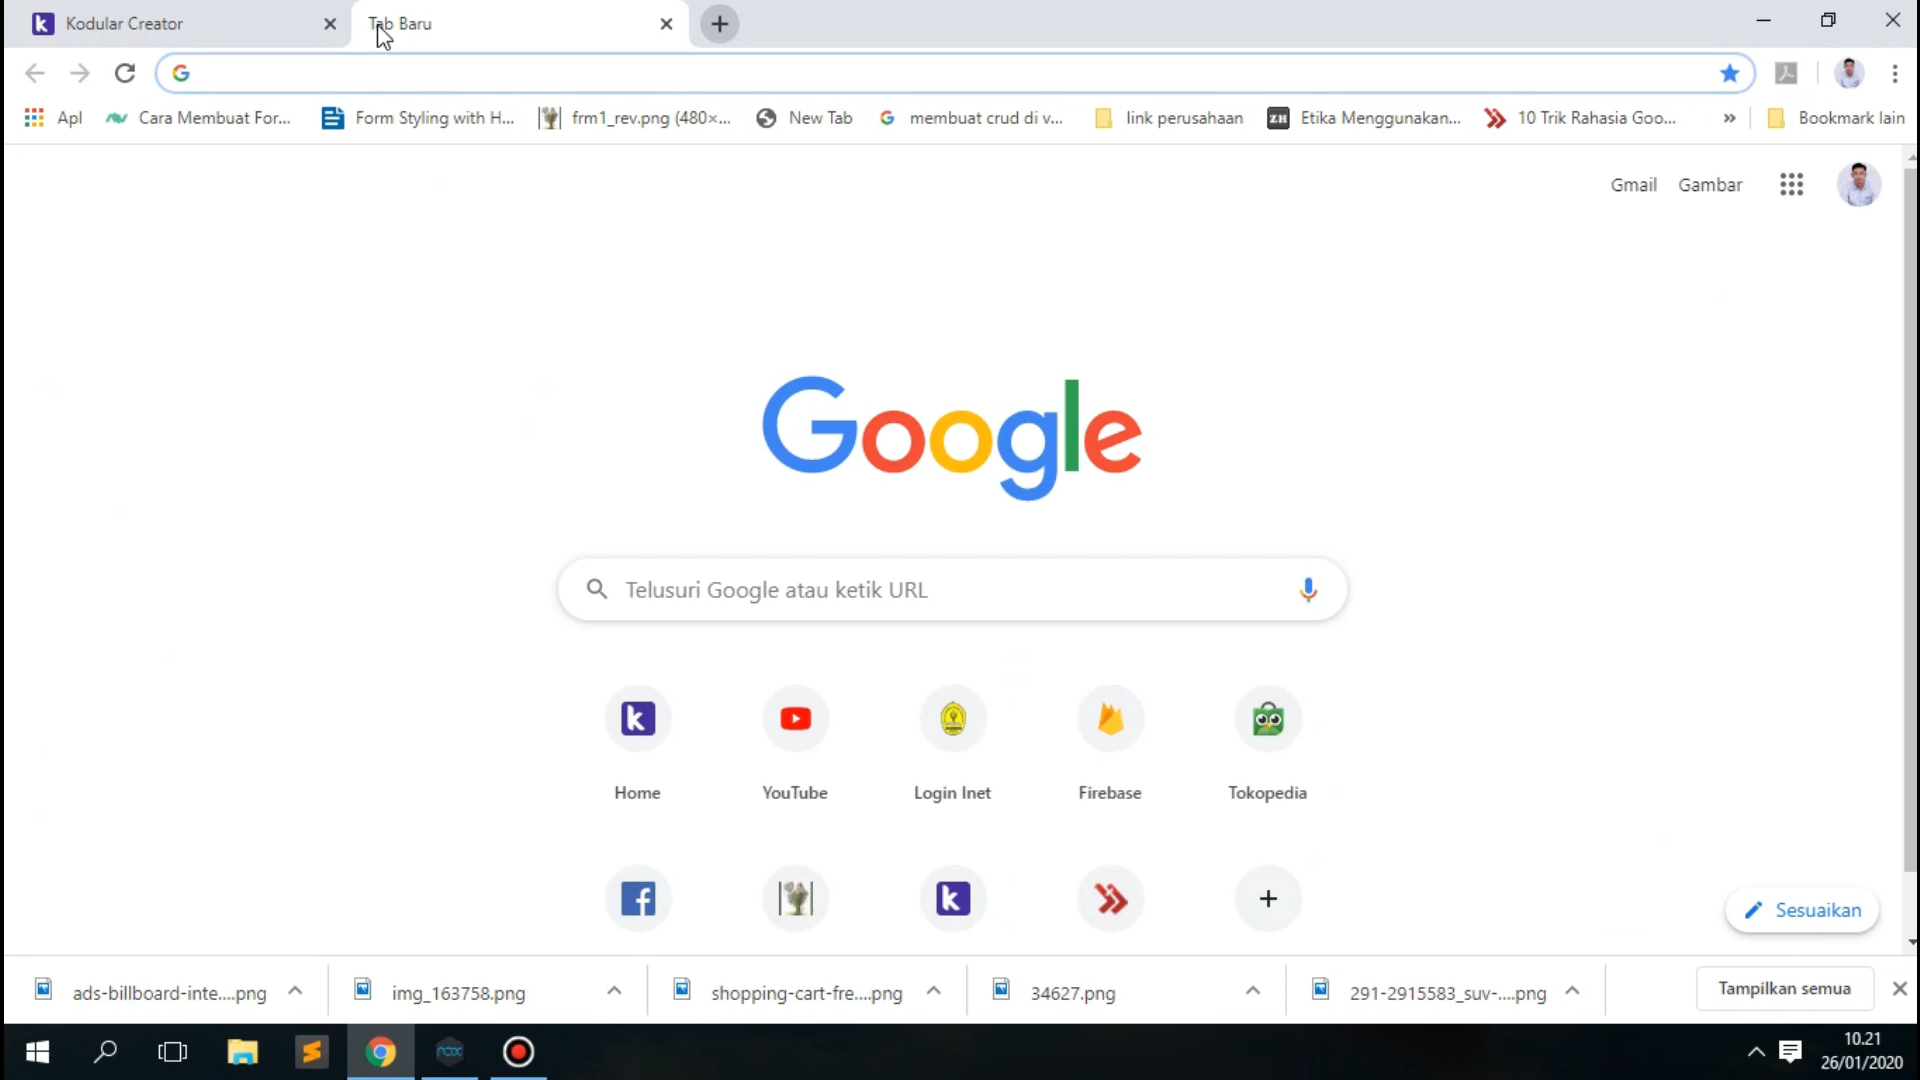 Kodular Creator
Tab Baru
Apl
Cara Membuat For...
Form Styling with H...
frm1_rev.png (480×...
New Tab
membuat crud di v...
link perusahaan
ZH
Etika Menggunakan...
10 Trik Rahasia Goo...
»
Bookmark lain
Gmail
Gambar
Google
Telusuri Google atau ketik URL
Home
YouTube
Login Inet
Firebase
Tokopedia
Sesuaikan
ads-billboard-inte....png
img_163758.png
shopping-cart-fre....png
34627.png
291-2915583_suv-....png
Tampilkan semua
nox
10.21
26/01/2020